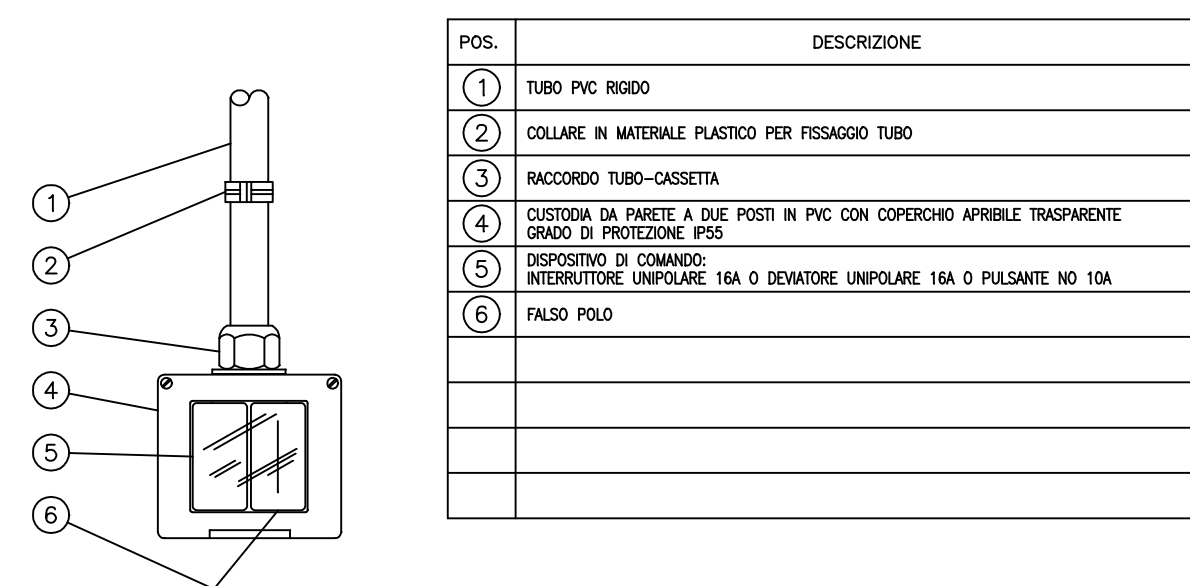 POS. DESCRIZIONE
1 TUBO PVC RIGIDO
2 COLLARE IN MATERIALE PLASTICO PER FISSAGGIO TUBO
3 RACCORDO TUBO-CASSETTA
4 CUSTODIA DA PARETE A DUE POSTI IN PVC CON COPERCHIO APRIBILE TRASPARENTE
GRADO DI PROTEZIONE IP55
5 DISPOSITIVO DI COMANDO:
INTERRUTTORE UNIPOLARE 16A O DEVIATORE UNIPOLARE 16A O PULSANTE NO 10A
6 FALSO POLO
1
2
3
4
5
6